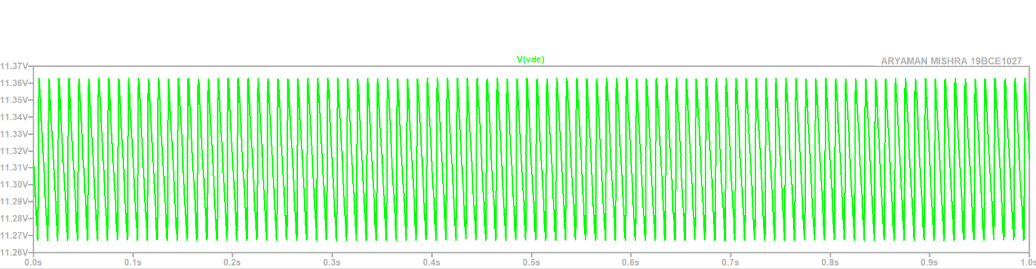 V(vdc)
ARYAMAN MISHRA 19BCE1027
11.37V
11.36V
11.35V
11.34V
11.33V
11.32V
11.31V
11.30V
11.29V
11.28V
11.27V
11.26V
0.0s 0.1s 0.2s 0.3s 0.4s 0.5s 0.6s 0.7s 0.8s 0.9s 1.0s